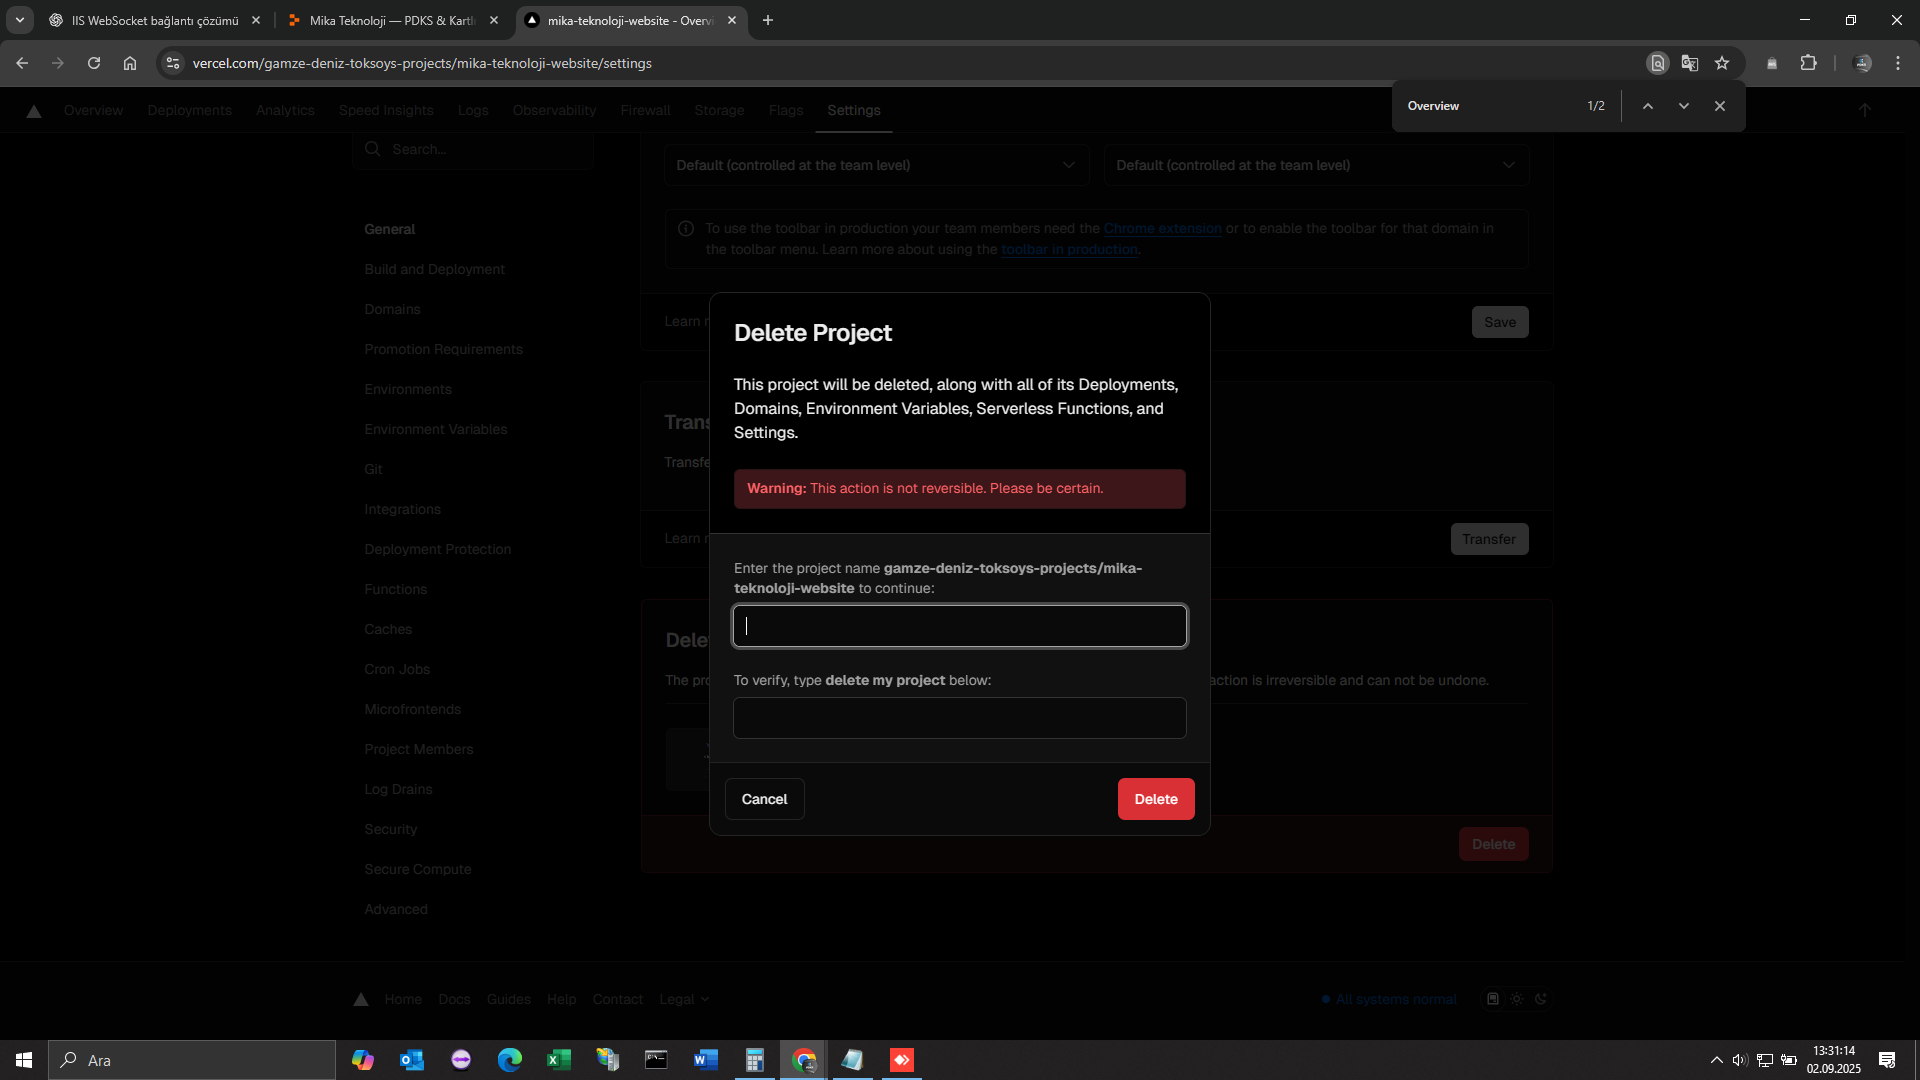 IIS WebSocket bağlantı çözümü
Mika Teknoloji — PDKS & Kartl
mika-teknoloji-website - Overvi
vercel.com/gamze-deniz-toksoys-projects/mika-teknoloji-website/settings
Overview Deployments Analytics Speed Insights Logs Observability Firewall Storage Flags Settings
Overview 1/2
Search...
Default (controlled at the team level) Default (controlled at the team level)
To use the toolbar in production your team members need the Chrome extension or to enable the toolbar for that domain in
the toolbar menu. Learn more about using the toolbar in production.
General
Build and Deployment
Domains
Promotion Requirements
Environments
Environment Variables
Git
Integrations
Deployment Protection
Functions
Caches
Cron Jobs
Microfrontends
Project Members
Log Drains
Security
Secure Compute
Advanced
Learn
Save
Trans
Transfe
Learn
Transfer
Dele
The pro
action is irreversible and can not be undone.
Delete
Delete Project
This project will be deleted, along with all of its Deployments,
Domains, Environment Variables, Serverless Functions, and
Settings.
Warning: This action is not reversible. Please be certain.
Enter the project name gamze-deniz-toksoys-projects/mika-
teknoloji-website to continue:
To verify, type delete my project below:
Cancel Delete
Home Docs Guides Help Contact Legal
All systems normal
Ara
13:31:14
02.09.2025